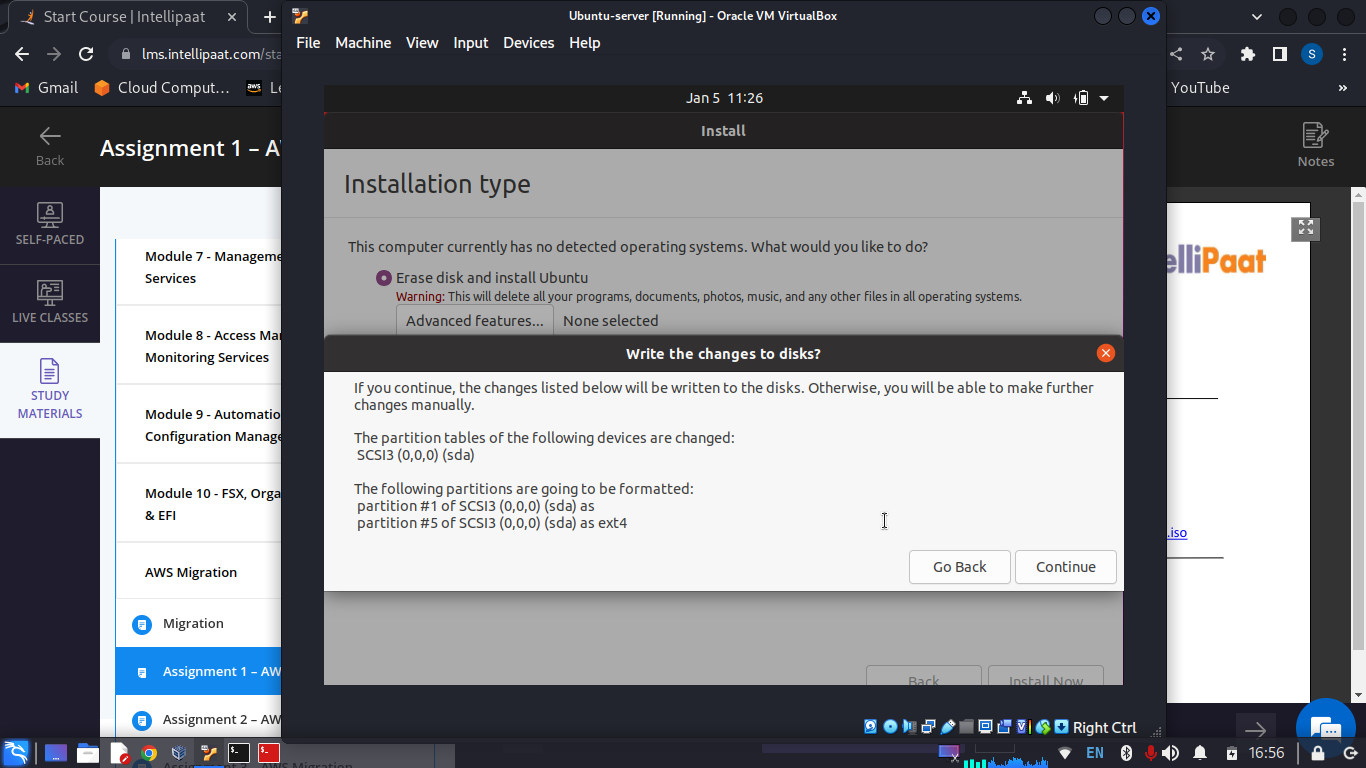 Start Course | Intellipaat
Ubuntu-server [Running] - Oracle VM VirtualBox
File Machine View Input Devices Help
lms.intellipaat.com/sta
S
Gmail
Cloud Comput…
aws
YouTube
»
Jan 5 11:26
Back
Assignment 1 – A
Install
Notes
Installation type
SELF-PACED
LIVE CLASSES
STUDY
MATERIALS
Module 7 - Manageme
Services
Module 8 - Access Ma
Monitoring Services
Module 9 - Automatio
Configuration Manage
Module 10 - FSX, Orga
& EFI
AWS Migration
Migration
Assignment 1 – AW
Assignment 2 – AW
This computer currently has no detected operating systems. What would you like to do?
Erase disk and install Ubuntu
Warning: This will delete all your programs, documents, photos, music, and any other files in all operating systems.
Advanced features... None selected
Write the changes to disks?
If you continue, the changes listed below will be written to the disks. Otherwise, you will be able to make further
changes manually.
The partition tables of the following devices are changed:
SCSI3 (0,0,0) (sda)
The following partitions are going to be formatted:
partition #1 of SCSI3 (0,0,0) (sda) as
partition #5 of SCSI3 (0,0,0) (sda) as ext4
Go Back Continue
Back Install Now
elliPaat
.iso
Right Ctrl
EN
16:56